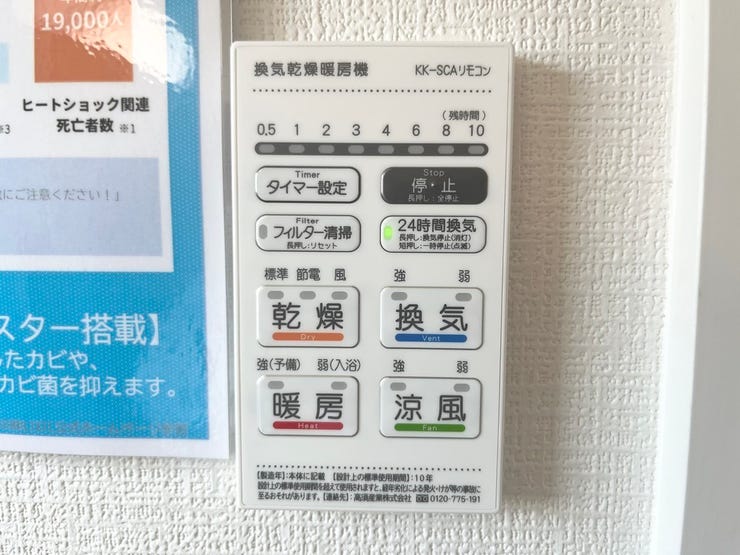 19,000人
ヒートショック関連
死亡者数 ※1
※3
にご注意ください！」
スター搭載】
したカビや、
カビ菌を抑えます。
換気乾燥暖房機 KK-SCAリモコン
(残時間)
0.5 1 2 3 4 6 8 10
Timer
タイマー設定
Stop
停・止
長押し:全停止
Filter
フィルター清掃
長押し:リセット
24時間換気
長押し:換気停止(消灯)
短押し:一時停止(点滅)
標準 節電 風
乾燥
Dry
強 弱
換気
Vent
強(予備) 弱(入浴)
暖房
Heat
強 弱
涼風
Fan
【製造年】:本体に記載 【設計上の標準使用期間】:10年
設計上の標準使用期間を超えて使用されますと、経年劣化による発火・けが等の事故に
至るおそれがあります。【連絡先】:高須産業株式会社 0120-775-191